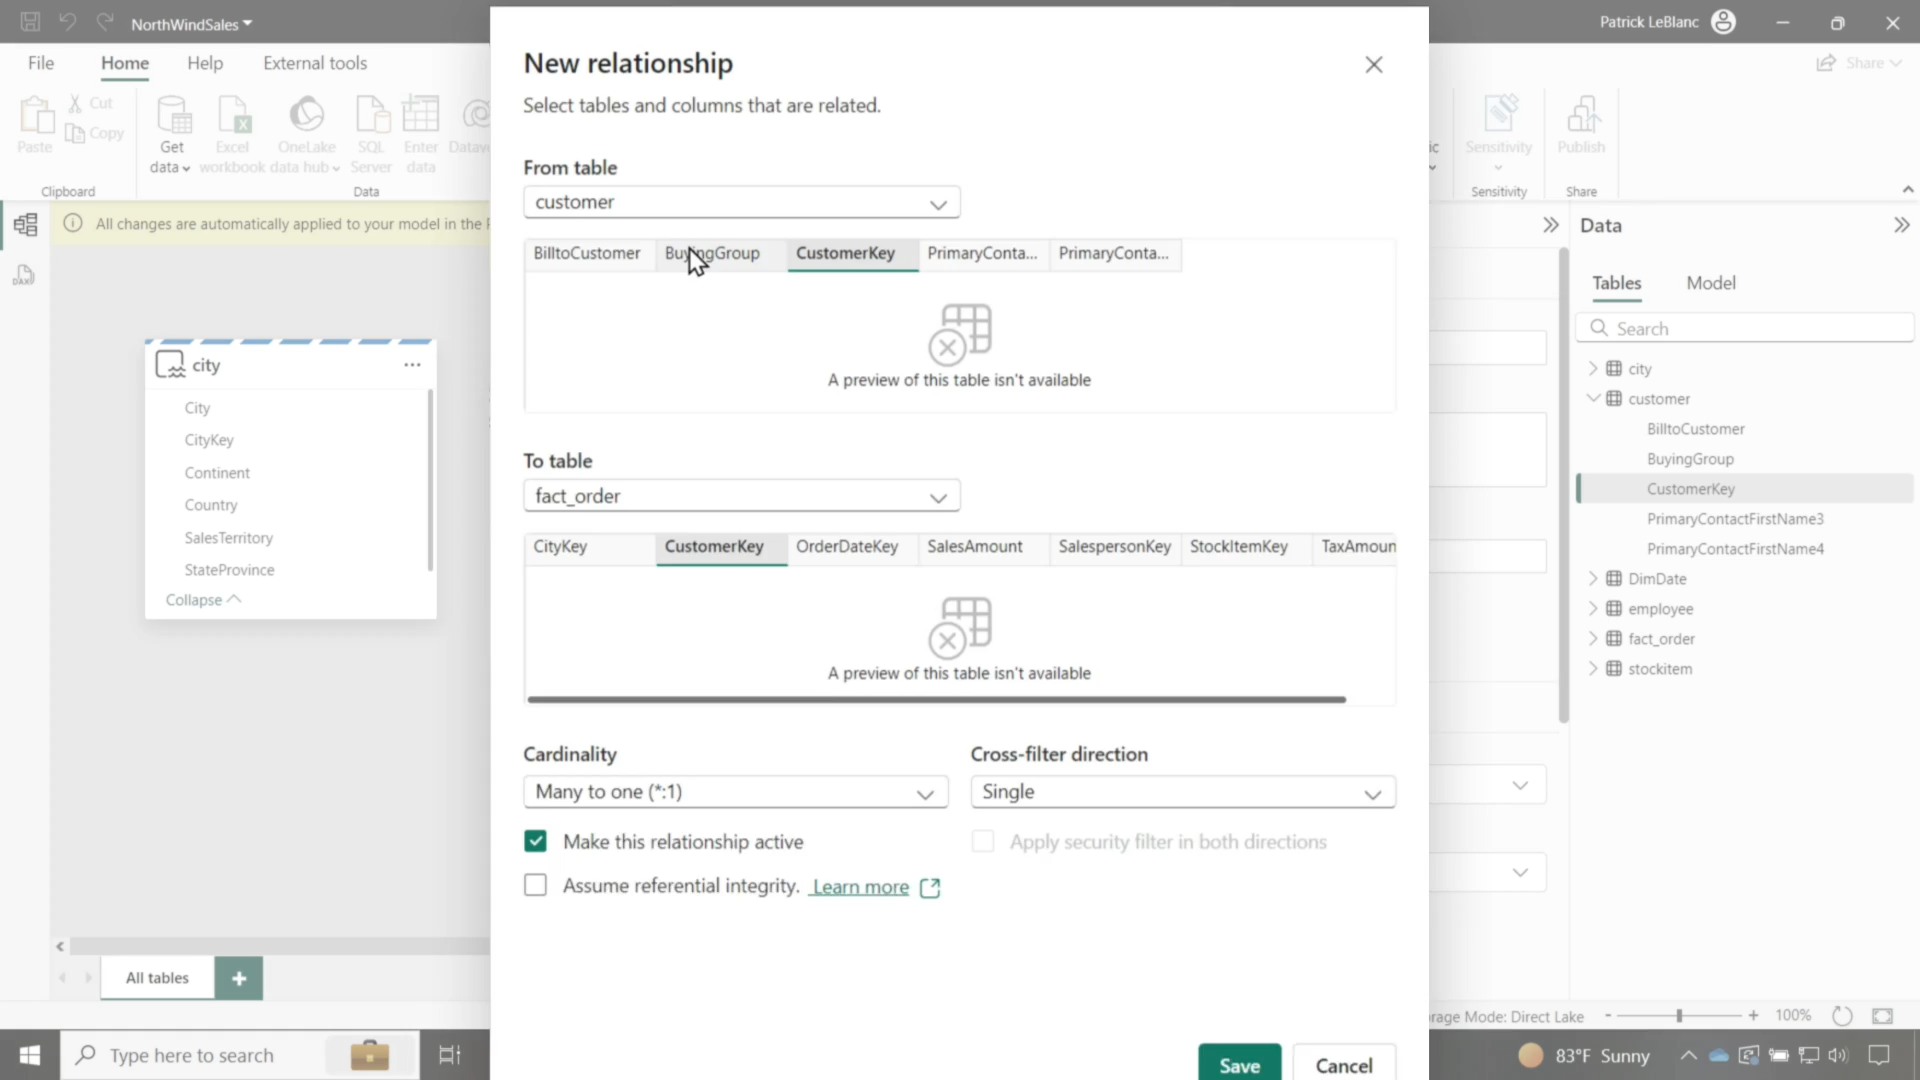 NorthWindSales
Patrick LeBlanc
File
Home
Help
External tools
Share
Paste
Cut
Copy
Get data
Excel workbook
OneLake data hub
SQL Server
Enter data
Sensitivity
Publish
Clipboard
Data
Sensitivity
Share
All changes are automatically applied to your model in the
city
City
CityKey
Continent
Country
SalesTerritory
StateProvince
Collapse
All tables
New relationship
Select tables and columns that are related.
From table
customer
BilltoCustomer BuyingGroup CustomerKey PrimaryConta... PrimaryConta...
A preview of this table isn't available
To table
fact_order
CityKey CustomerKey OrderDateKey SalesAmount SalespersonKey StockItemKey TaxAmoun
A preview of this table isn't available
Cardinality
Many to one (*:1)
Cross-filter direction
Single
Make this relationship active
Apply security filter in both directions
Assume referential integrity. Learn more
Save
Cancel
Data
Tables
Model
Search
city
customer
BilltoCustomer
BuyingGroup
CustomerKey
PrimaryContactFirstName3
PrimaryContactFirstName4
DimDate
employee
fact_order
stockitem
rage Mode: Direct Lake
- + 100%
Type here to search
83°F Sunny